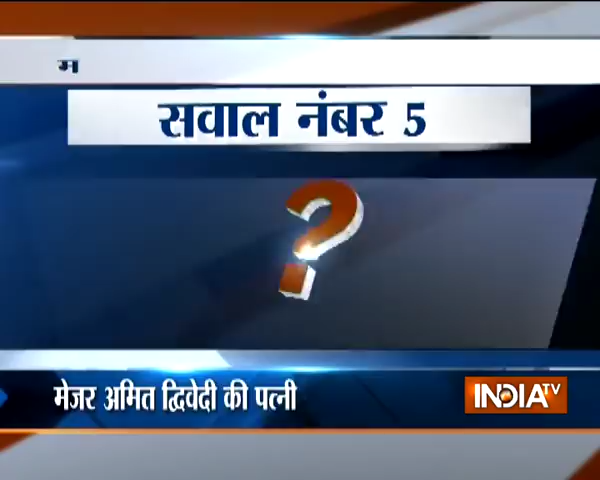 म
सवाल नंबर 5
?
मेजर अमित द्विवेदी की पत्नी
INDIA TV